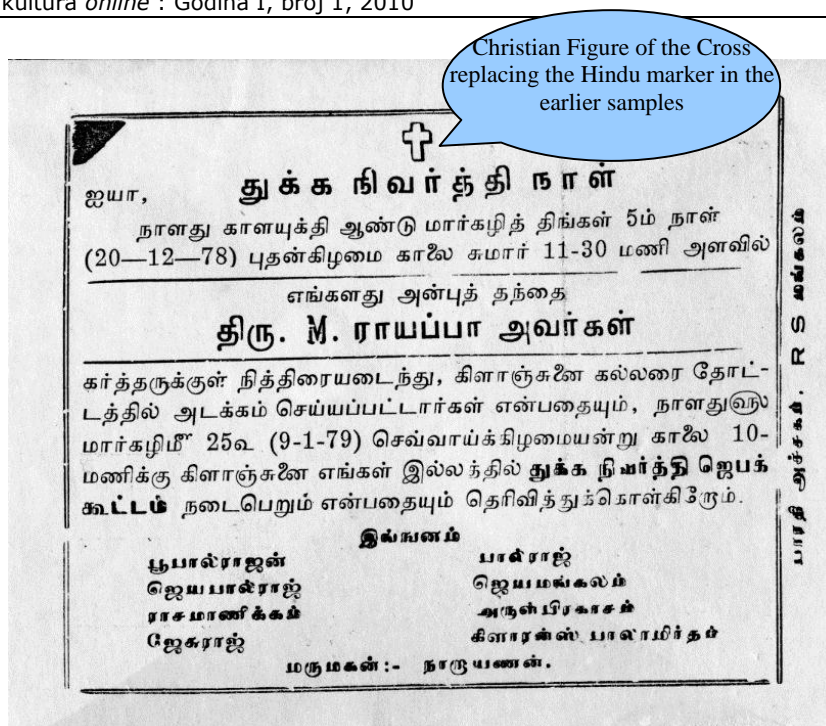 kultura online : Godina I, broj 1, 2010
Christian Figure of the Cross
replacing the Hindu marker in the
earlier samples
துக்க நிவர்த்தி நாள்
ஐயா,
நாளது காளயுக்தி ஆண்டு மார்கழித் திங்கள் 5ம் நாள்
(20—12—78) புதன்கிழமை காலை சுமார் 11-30 மணி அளவில்
எங்களது அன்புத் தந்தை
திரு. M. ராயப்பா அவர்கள்
கர்த்தருக்குள் நித்திரையடைந்து, கிளாஞ்சுனை கல்லரை தோட்-
டத்தில் அடக்கம் செய்யப்பட்டார்கள் என்பதையும், நாளது
மார்கழிமீ 25௨ (9-1-79) செவ்வாய்க்கிழமையன்று காலை 10-
மணிக்கு கிளாஞ்சுனை எங்கள் இல்லத்தில் துக்க நிவர்த்தி ஜெபக்
கூட்டம் நடைபெறும் என்பதையும் தெரிவித்துக்கொள்கிறோம்.
இங்ஙனம்
பூபால்ராஜன்
ஜெயபால்ராஜ்
ராசமாணிக்கம்
ஜேசுராஜ்
பால்ராஜ்
ஜெயமங்கலம்
அருள்பிரகாசம்
கிளாரன்ஸ் பாலாமிர்தம்
மருமகன்:- நாராயணன்.
பாரதி அச்சகம். R S மங்கலம்